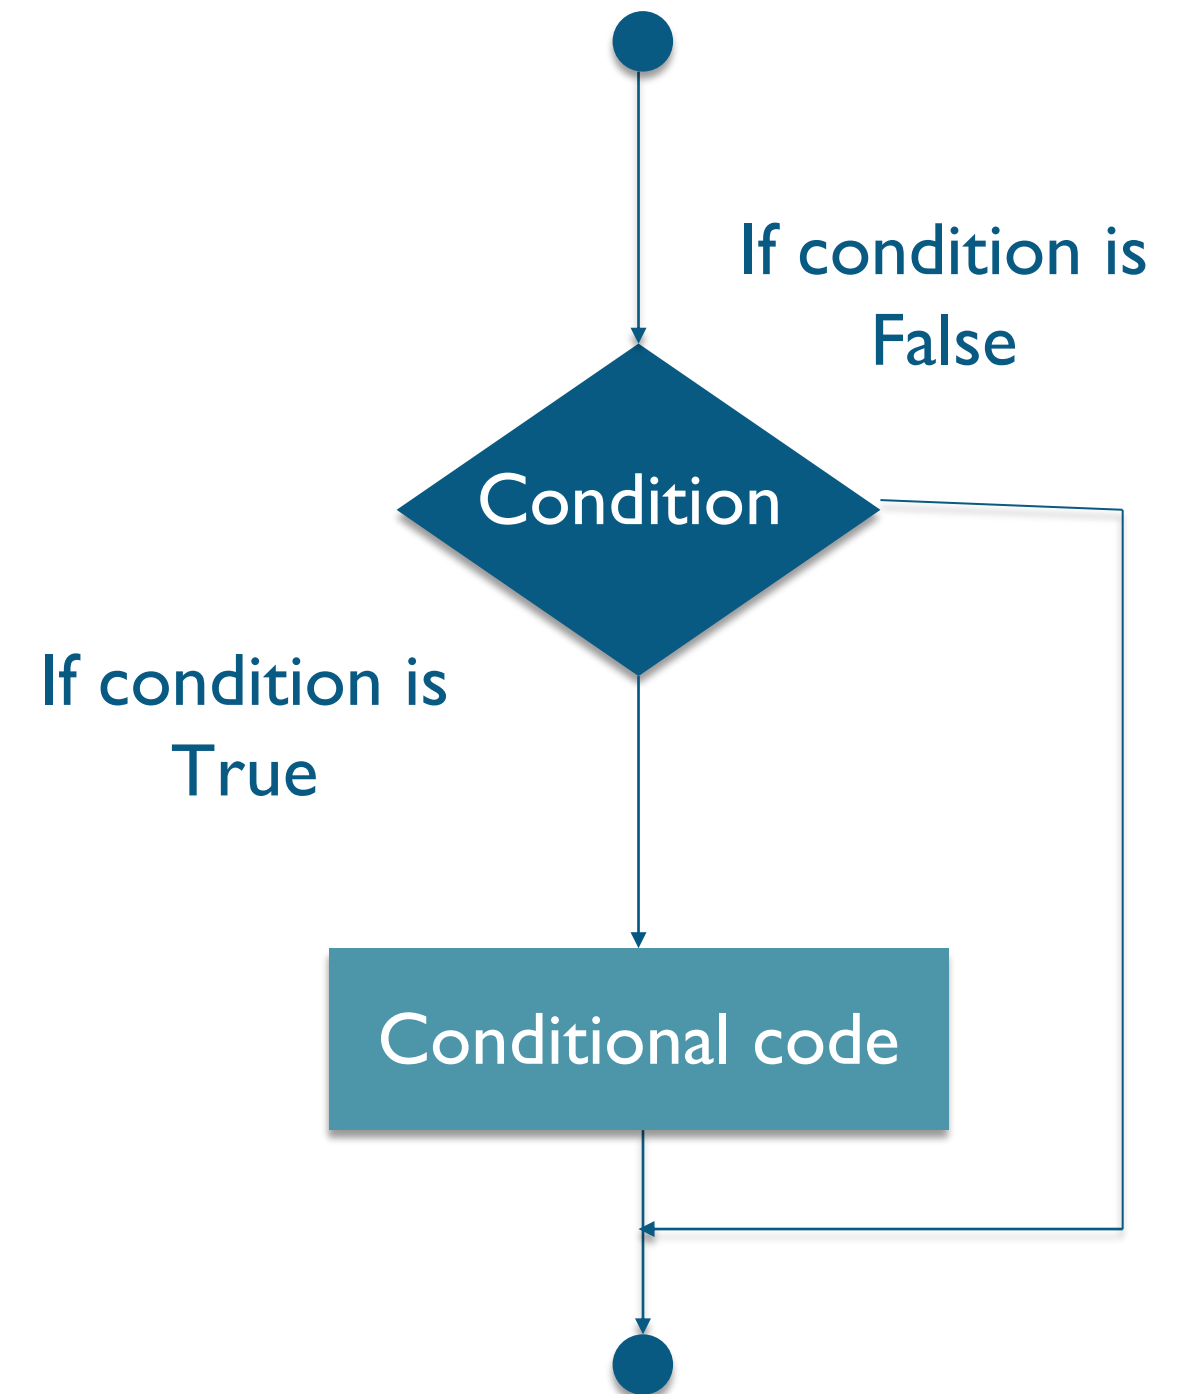 If condition is
False
Condition
If condition is
True
Conditional code